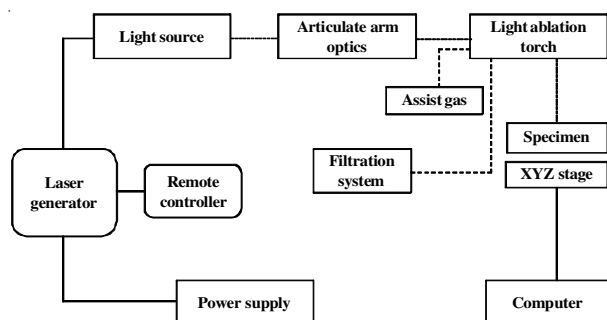 Light source
Articulate arm
optics
Light ablation
torch
Assist gas
Specimen
Filtration
system
XYZ stage
Laser
generator
Remote
controller
Power supply
Computer